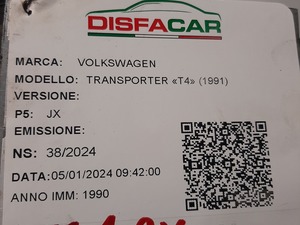 DISFACAR
MARCA: VOLKSWAGEN
MODELLO: TRANSPORTER «T4» (1991)
VERSIONE:
P5: JX
EMISSIONE:
NS: 38/2024
DATA:05/01/2024 09:42:00
ANNO IMM: 1990